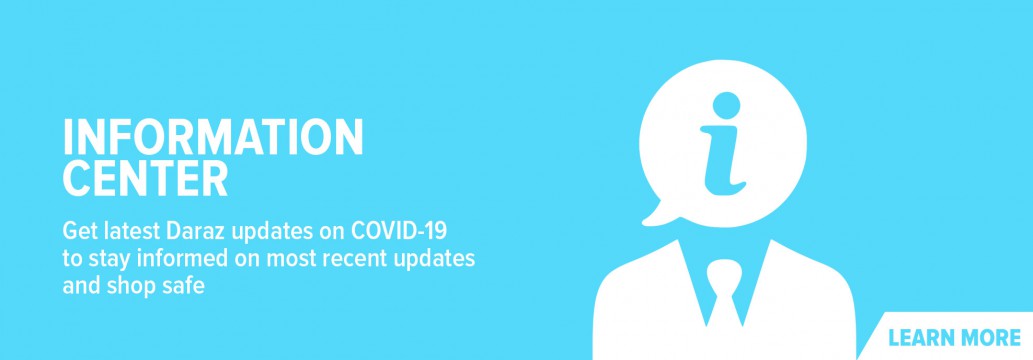 INFORMATION
CENTER
Get latest Daraz updates on COVID-19
to stay informed on most recent updates
and shop safe
i
LEARN MORE